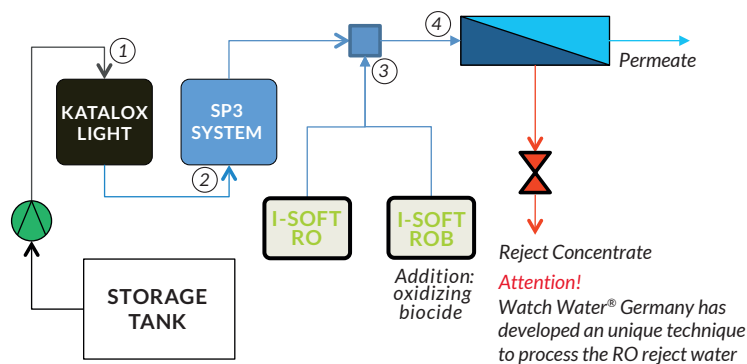 1
KATALOX
LIGHT
2
SP3
SYSTEM
3
4
Permeate
I-SOFT
RO
I-SOFT
ROB
Addition:
oxidizing
biocide
STORAGE
TANK
Reject Concentrate
Attention!
Watch Water® Germany has
developed an unique technique
to process the RO reject water